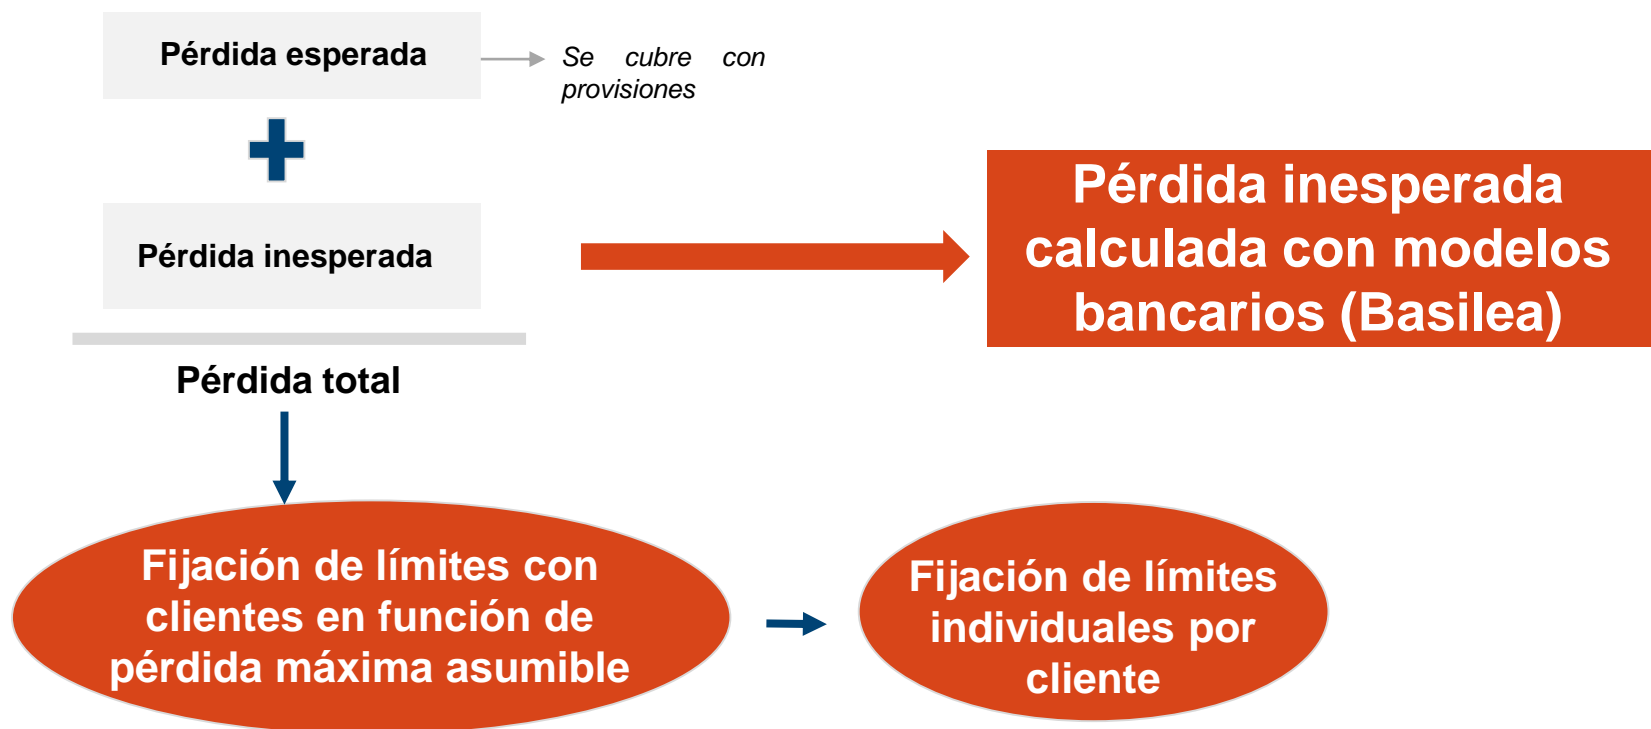 Pérdida esperada
Se cubre con
provisiones
Pérdida inesperada
Pérdida inesperada
calculada con modelos
bancarios (Basilea)
Pérdida total
Fijación de límites con
clientes en función de
pérdida máxima asumible
Fijación de límites
individuales por
cliente